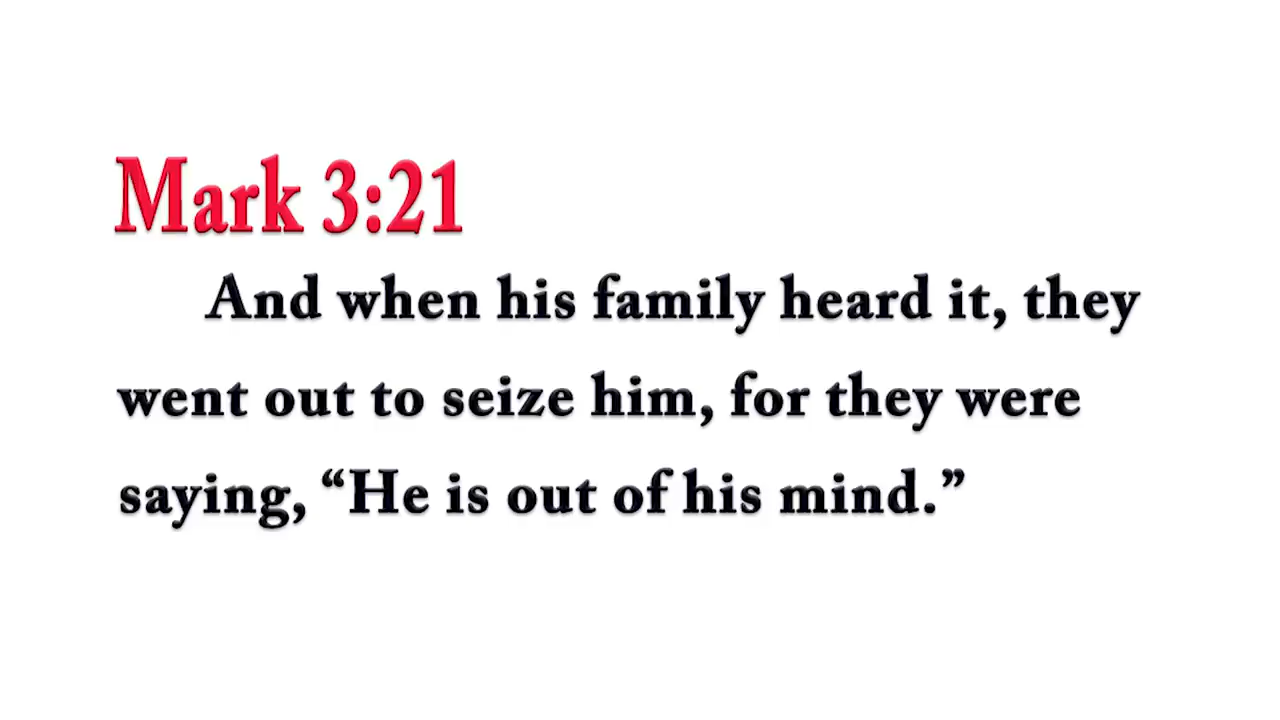 Mark 3:21
And when his family heard it, they
went out to seize him, for they were
saying, “He is out of his mind.”